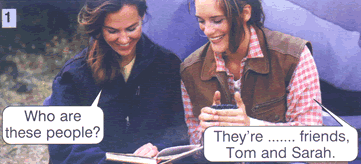 1
Who are
these people?
They're ....... friends,
Tom and Sarah.